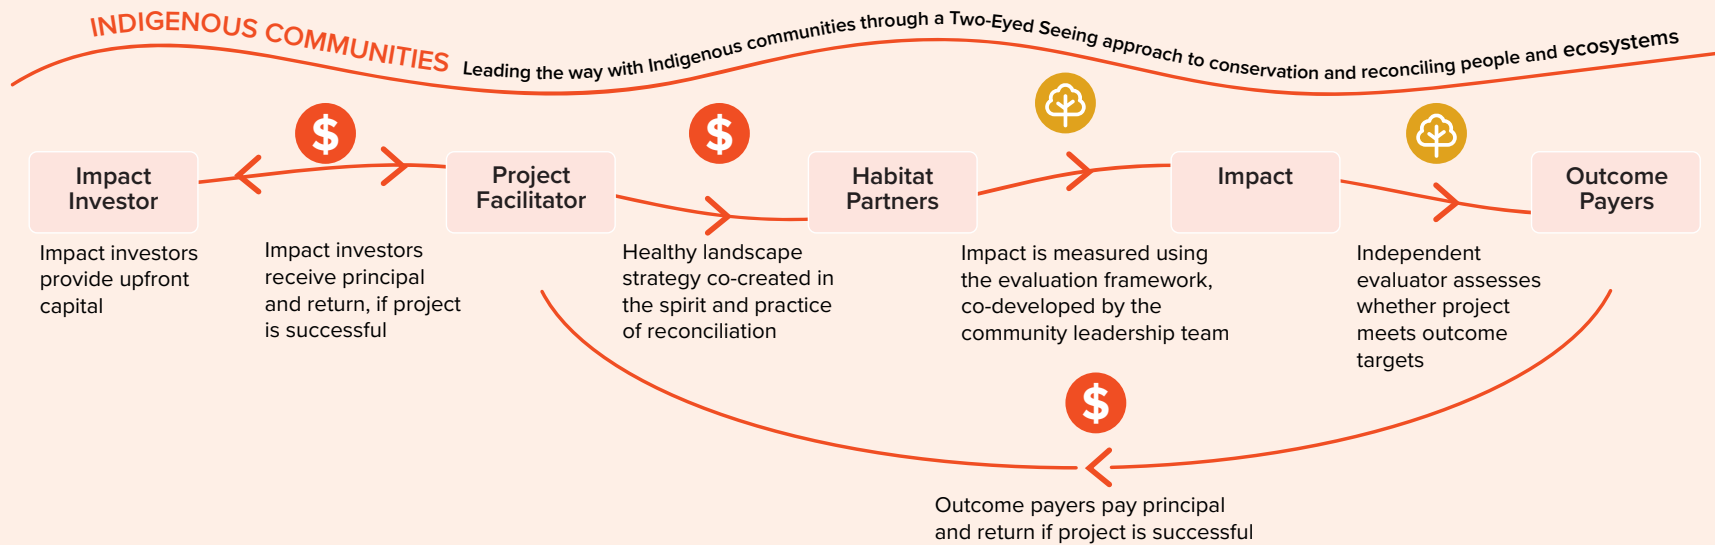 INDIGENOUS COMMUNITIES Leading the way with Indigenous communities through a Two-Eyed Seeing approach to conservation and reconciling people and ecosystems
$
$
Impact
Investor
Project
Facilitator
Habitat
Partners
Impact
Outcome
Payers
Impact investors
provide upfront
capital
Impact investors
receive principal
and return, if project
is successful
Healthy landscape
strategy co-created in
the spirit and practice
of reconciliation
Impact is measured using
the evaluation framework,
co-developed by the
community leadership team
Independent
evaluator assesses
whether project
meets outcome
targets
$
Outcome payers pay principal
and return if project is successful